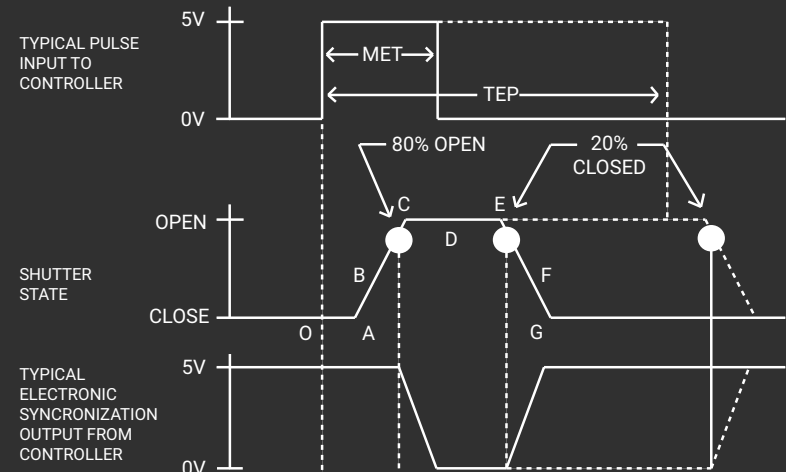 5V
TYPICAL PULSE
INPUT TO
CONTROLLER
MET
TEP
0V
80% OPEN
20%
CLOSED
C
E
OPEN
D
SHUTTER
STATE
B
F
CLOSE
O
A
G
5V
TYPICAL
ELECTRONIC
SYNCRONIZATION
OUTPUT FROM
CONTROLLER
0V